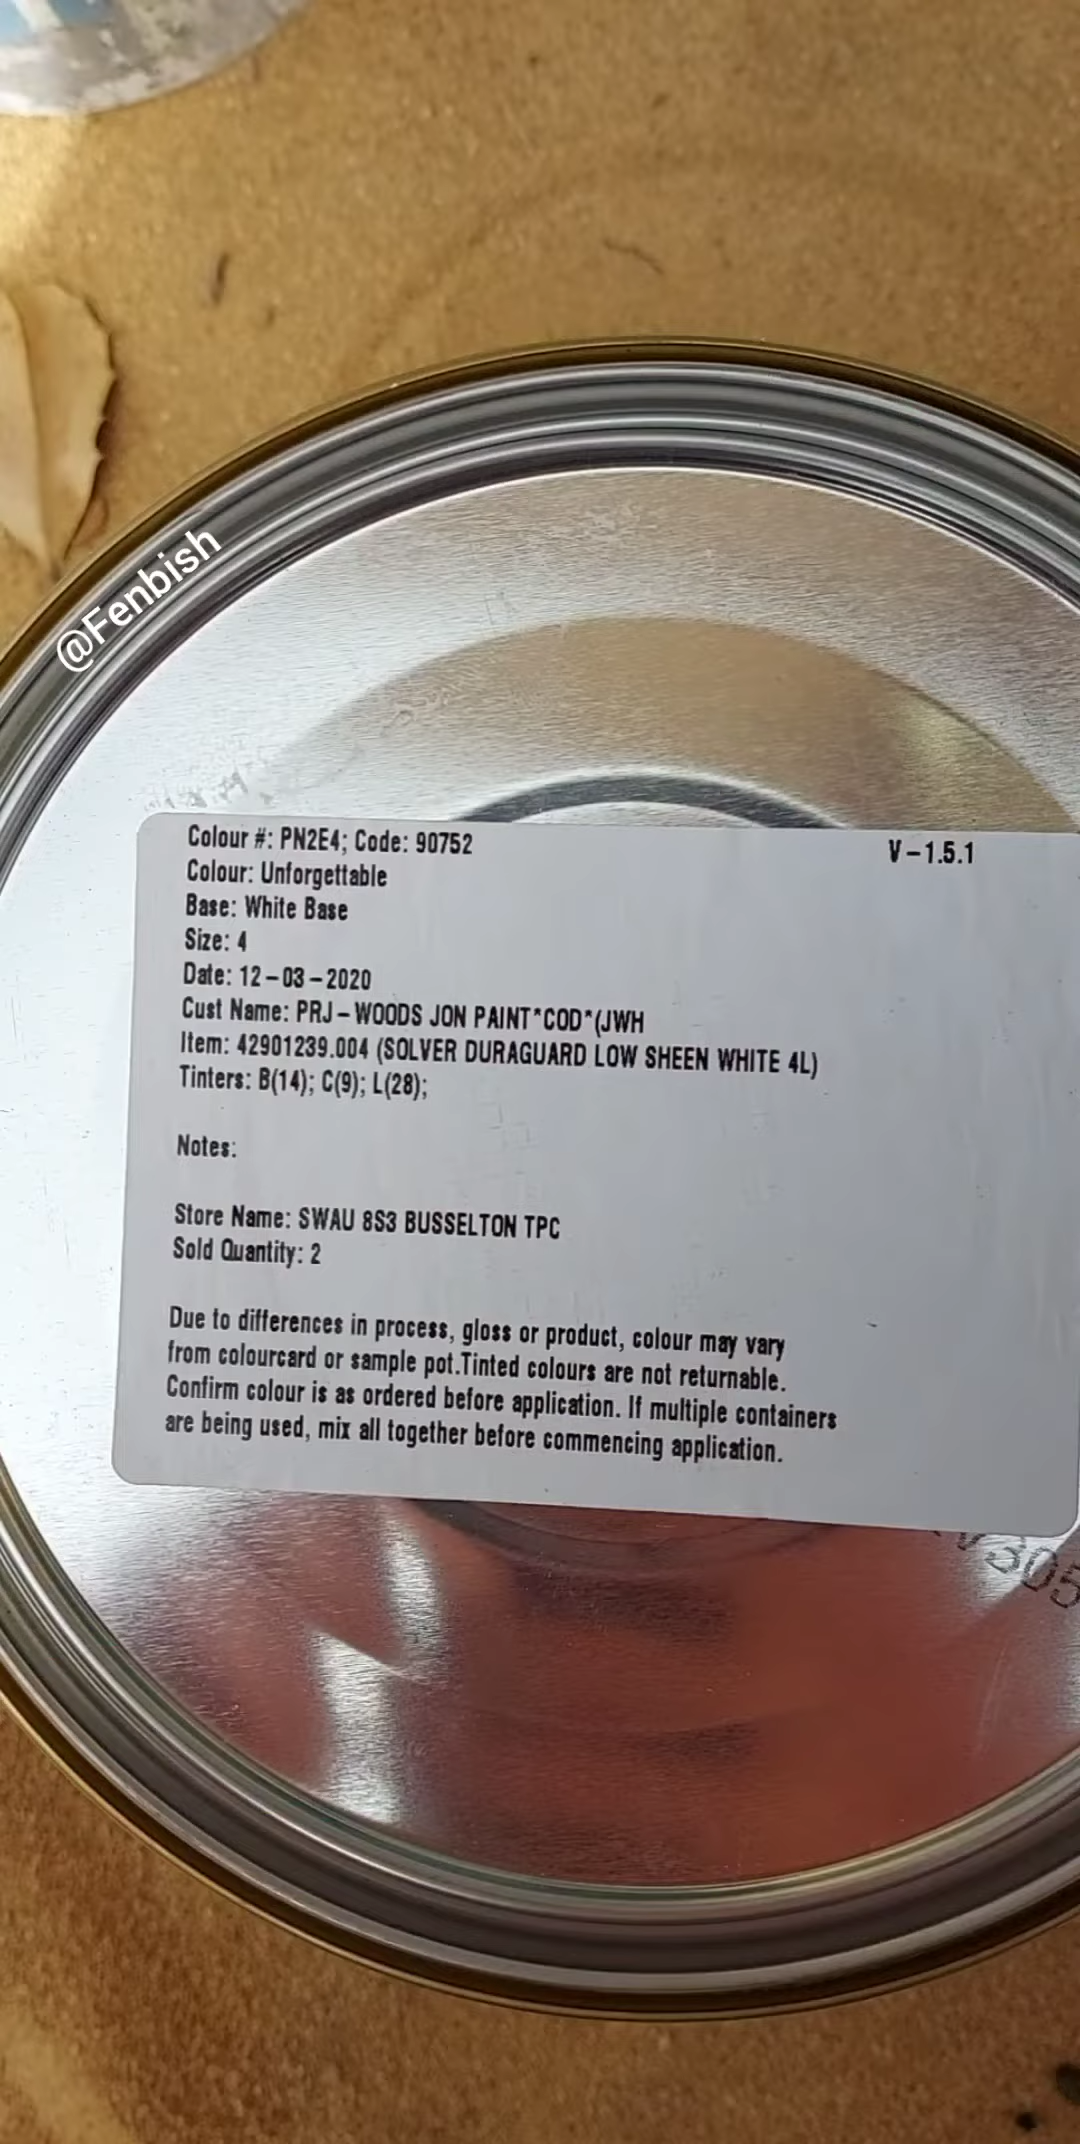 @Fenbish
Colour #: PN2E4; Code: 90752
V-1.5.1
Colour: Unforgettable
Base: White Base
Size: 4
Date: 12-03-2020
Cust Name: PRJ-WOODS JON PAINT*COD*(JWH
Item: 42901239.004 (SOLVER DURAGUARD LOW SHEEN WHITE 4L)
Tinters: B(14); C(9); L(28);
Notes:
Store Name: SWAU 8S3 BUSSELTON TPC
Sold Quantity: 2
Due to differences in process, gloss or product, colour may vary
from colourcard or sample pot.Tinted colours are not returnable.
Confirm colour is as ordered before application. If multiple containers
are being used, mix all together before commencing application.